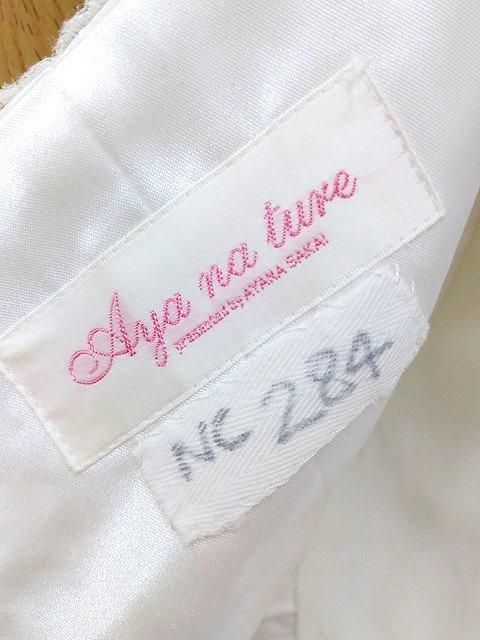 Aya na ture
presented by AYANA SAKAI
NC 284